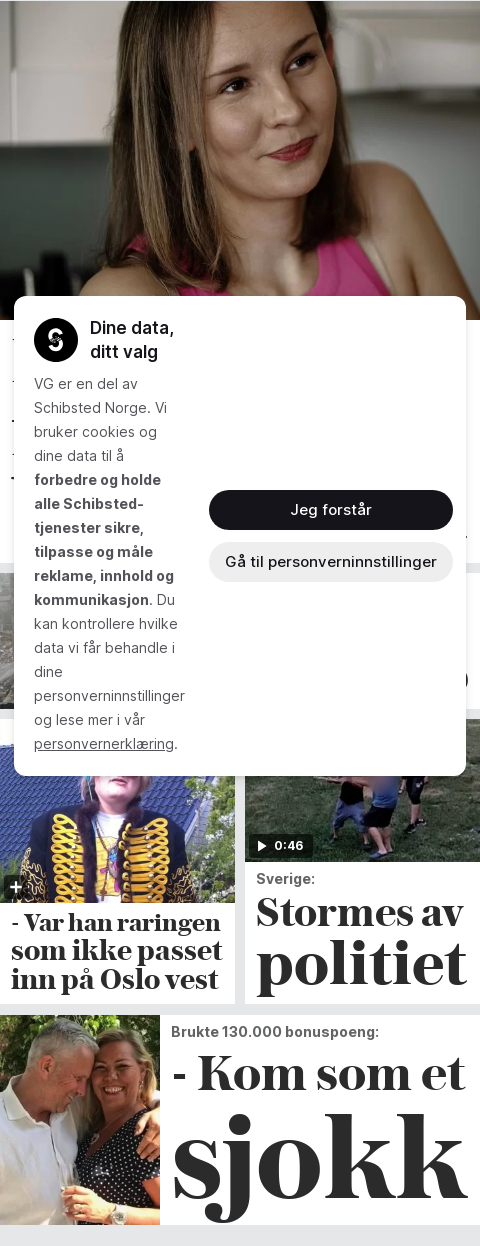 Dine data,
ditt valg
VG er en del av
Schibsted Norge. Vi
bruker cookies og
dine data til å
forbedre og holde
alle Schibsted-
tjenester sikre,
tilpasse og måle
reklame, innhold og
kommunikasjon. Du
kan kontrollere hvilke
data vi får behandle i
dine
personverninnstillinger
og lese mer i vår
personvernerklæring.
Jeg forstår
Gå til personverninnstillinger
- Var han raringen
som ikke passet
inn på Oslo vest
0:46
Sverige:
Stormes av
politiet
Brukte 130.000 bonuspoeng:
- Kom som et
sjokk